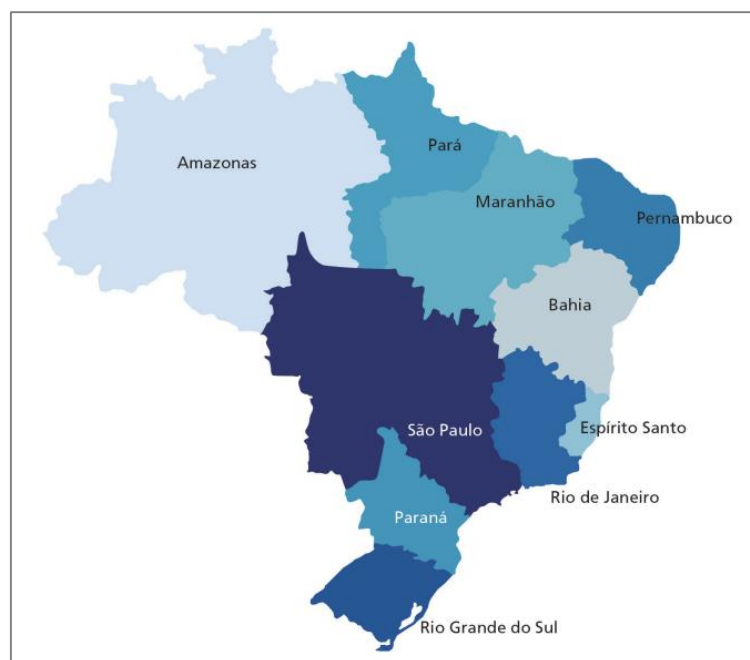 Amazonas
Pará
Maranhão
Pernambuco
Bahia
São Paulo
Espírito Santo
Rio de Janeiro
Paraná
Rio Grande do Sul